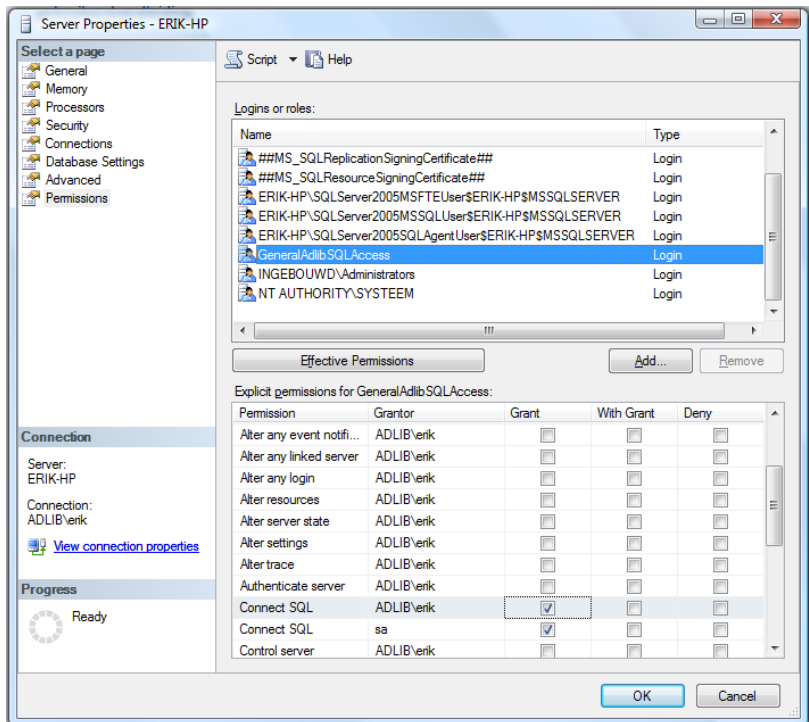 Server Properties - ERIK-HP
Select a page
General
Memory
Processors
Security
Connections
Database Settings
Advanced
Permissions
Script Help
Logins or roles:
Name Type
##MS_SQLReplicationSigningCertificate## Login
##MS_SQLResourceSigningCertificate## Login
ERIK-HP\SQLServer2005MSFTEUser$ERIK-HP$MSSQLSERVER Login
ERIK-HP\SQLServer2005MSSQLUser$ERIK-HP$MSSQLSERVER Login
ERIK-HP\SQLServer2005SQLAgentUser$ERIK-HP$MSSQLSERVER Login
GeneralAdlibSQLAccess Login
INGEBOUWD\Administrators Login
NT AUTHORITY\SYSTEEM Login
Effective Permissions Add... Remove
Explicit permissions for GeneralAdlibSQLAccess:
Permission Grantor Grant With Grant Deny
Alter any event notifi... ADLIB\erik
Alter any linked server ADLIB\erik
Alter any login ADLIB\erik
Alter resources ADLIB\erik
Alter server state ADLIB\erik
Alter settings ADLIB\erik
Alter trace ADLIB\erik
Authenticate server ADLIB\erik
Connect SQL ADLIB\erik
Connect SQL sa
Control server ADLIB\erik
Connection
Server:
ERIK-HP
Connection:
ADLIB\erik
View connection properties
Progress
Ready
OK Cancel